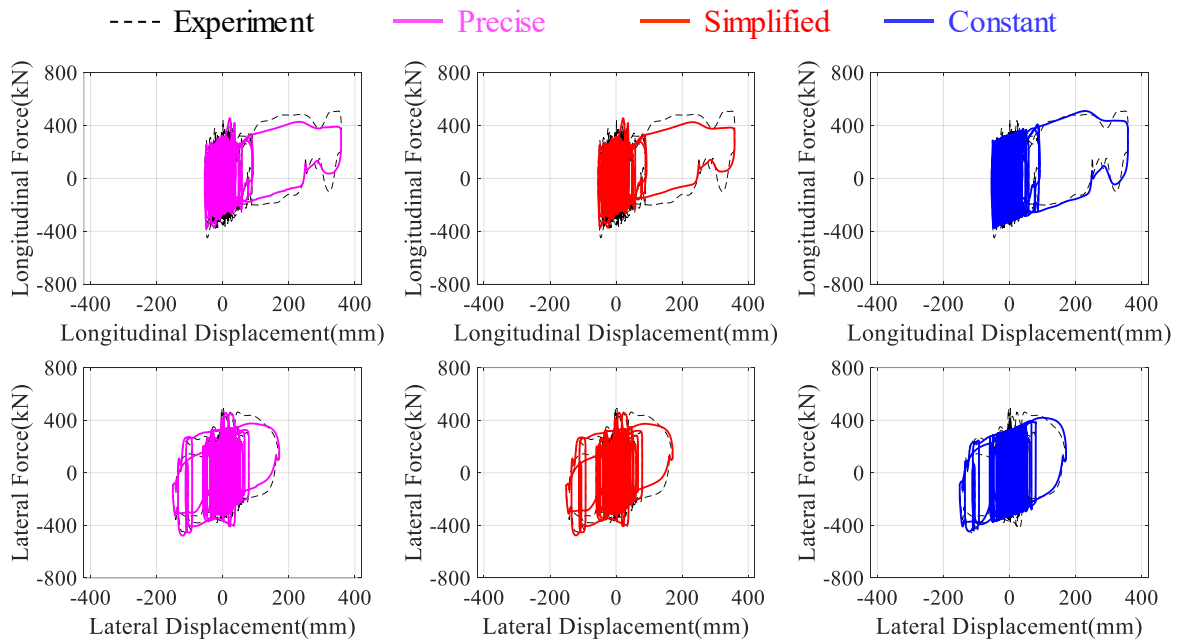 Experiment Precise Simplified Constant
800 800 800
400 400 400
0 0 0
-400 -400 -400
-800 -800 -800
Longitudinal Force(kN) Longitudinal Force(kN) Longitudinal Force(kN)
-400 -200 0 200 400 -400 -200 0 200 400 -400 -200 0 200 400
Longitudinal Displacement(mm) Longitudinal Displacement(mm) Longitudinal Displacement(mm)
800 800 800
400 400 400
0 0 0
-400 -400 -400
-800 -800 -800
Lateral Force(kN) Lateral Force(kN) Lateral Force(kN)
-400 -200 0 200 400 -400 -200 0 200 400 -400 -200 0 200 400
Lateral Displacement(mm) Lateral Displacement(mm) Lateral Displacement(mm)